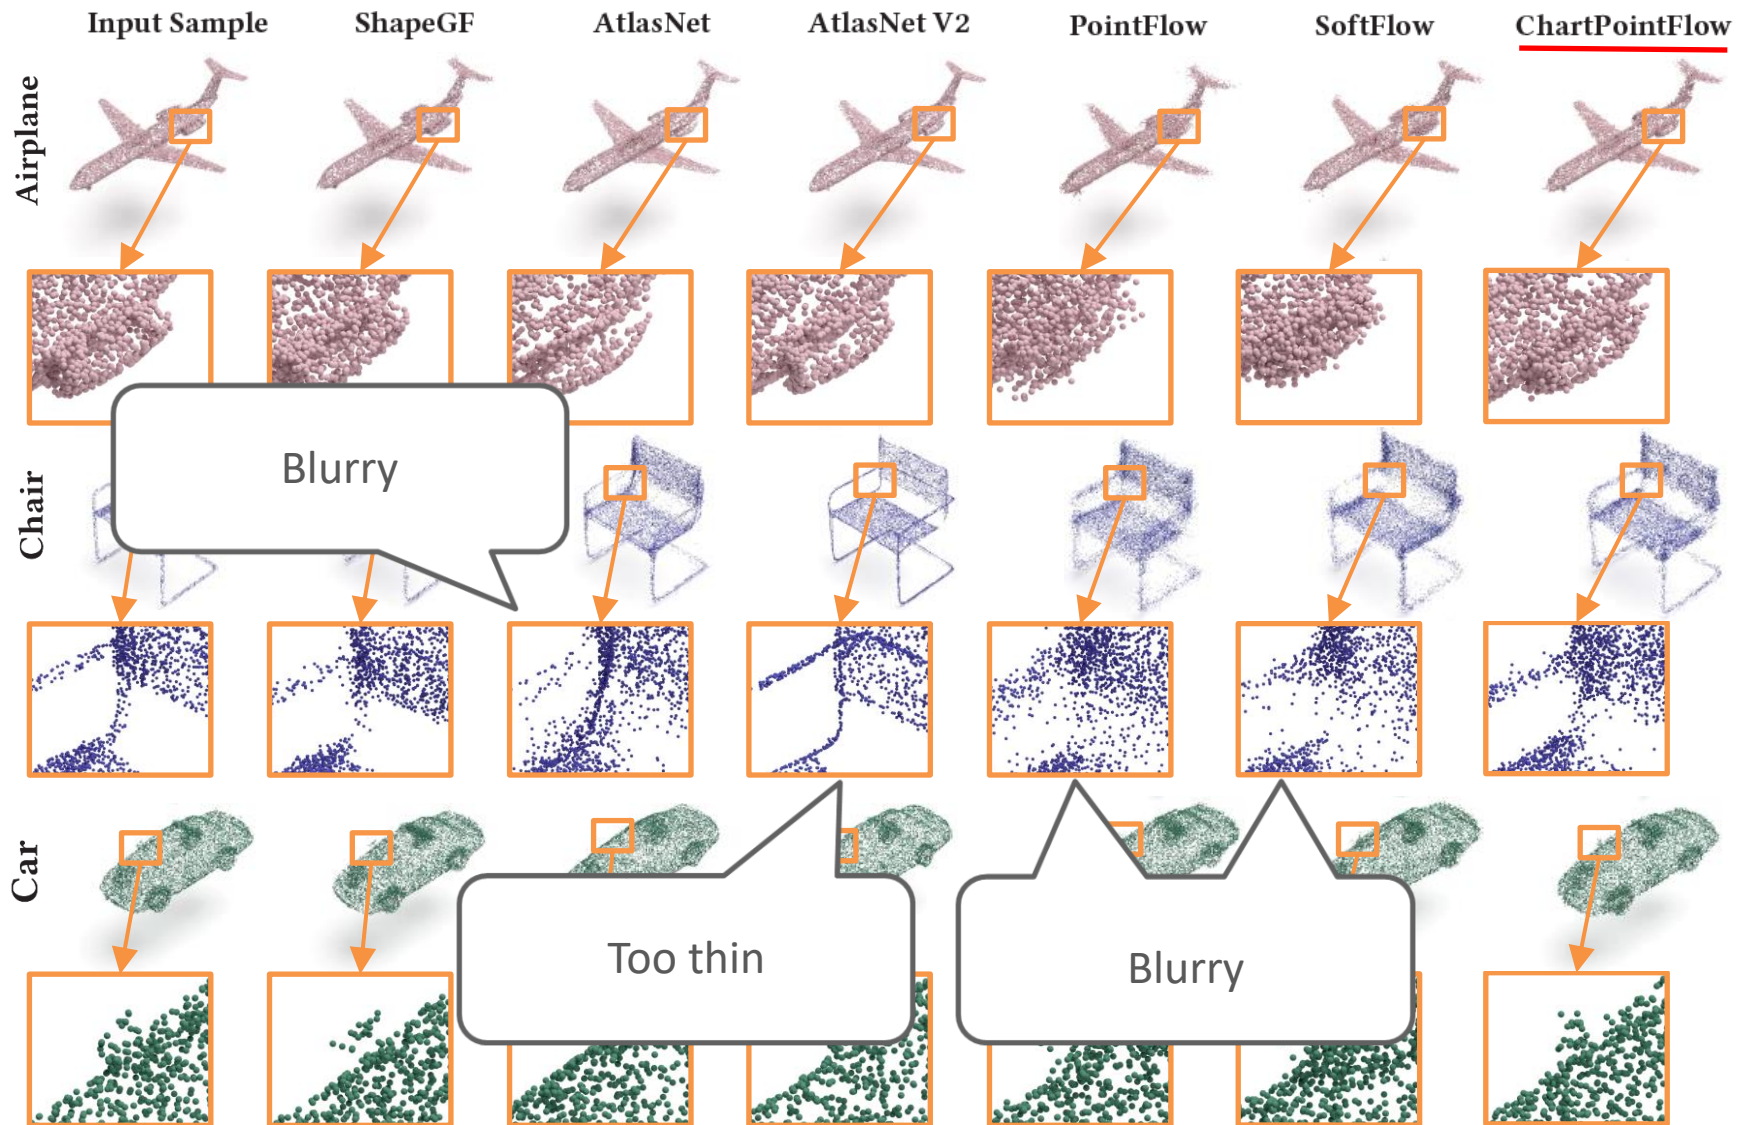 Input Sample ShapeGF AtlasNet AtlasNet V2 PointFlow SoftFlow ChartPointFlow
Airplane
Blurry
Chair
Too thin
Blurry
Car